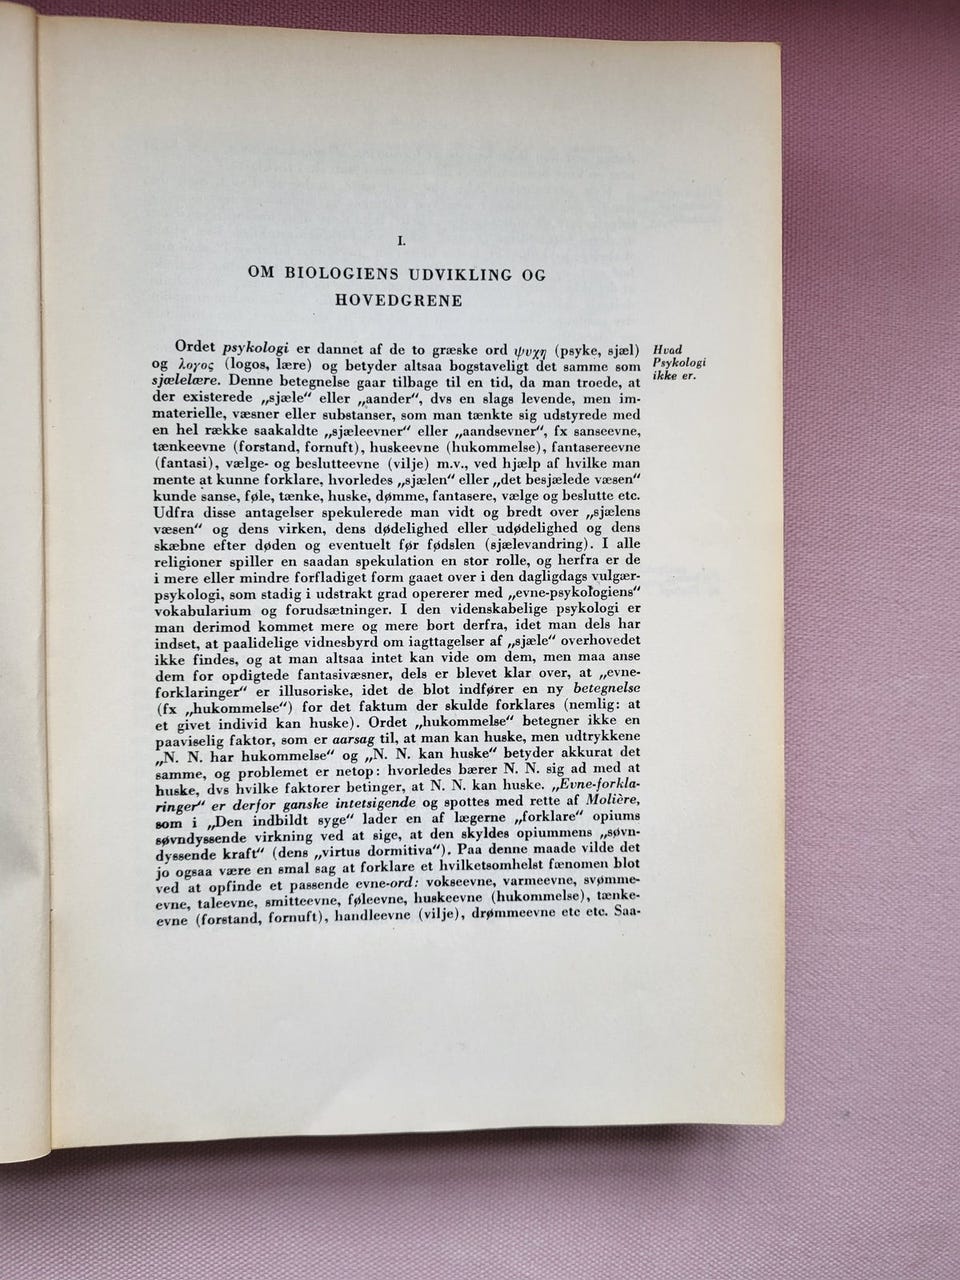 I.
OM BIOLOGIENS UDVIKLING OG
HOVEDGRENE
Ordet psykologi er dannet af de to græske ord ψυχη (psyke, sjæl)
og λογος (logos, lære) og betyder altsaa bogstaveligt det samme som
sjælelære. Denne betegnelse gaar tilbage til en tid, da man troede, at
der existerede „sjæle“ eller „aander“, dvs en slags levende, men im-
materielle, væsner eller substanser, som man tænkte sig udstyrede med
en hel række saakaldte „sjæleevner“ eller „aandsevner“, fx sanseevne,
tænkeevne (forstand, fornuft), huskeevne (hukommelse), fantasereevne
(fantasi), vælge- og beslutteevne (vilje) m.v., ved hjælp af hvilke man
mente at kunne forklare, hvorledes „sjælen“ eller „det besjælede væsen“
kunde sanse, føle, tænke, huske, dømme, fantasere, vælge og beslutte etc.
Udfra disse antagelser spekulerede man vidt og bredt over „sjælens
væsen“ og dens virken, dens dødelighed eller udødelighed og dens
skæbne efter døden og eventuelt før fødslen (sjælevandring). I alle
religioner spiller en saadan spekulation en stor rolle, og herfra er de
i mere eller mindre forfladiget form gaaet over i den dagligdags vulgær-
psykologi, som stadig i udstrakt grad opererer med „evne-psykologiens“
vokabularium og forudsætninger. I den videnskabelige psykologi er
man derimod kommet mere og mere bort derfra, idet man dels har
indset, at paalidelige vidnesbyrd om iagttagelser af „sjæle“ overhovedet
ikke findes, og at man altsaa intet kan vide om dem, men maa anse
dem for opdigtede fantasivæsner, dels er blevet klar over, at „evne-
forklaringer“ er illusoriske, idet de blot indfører en ny betegnelse
(fx „hukommelse“) for det faktum der skulde forklares (nemlig: at
et givet individ kan huske). Ordet „hukommelse“ betegner ikke en
paaviselig faktor, som er aarsag til, at man kan huske, men udtrykkene
„N. N. har hukommelse“ og „N. N. kan huske“ betyder akkurat det
samme, og problemet er netop: hvorledes bærer N. N. sig ad med at
huske, dvs hvilke faktorer betinger, at N. N. kan huske. „Evne-forkla-
ringer“ er derfor ganske intetsigende og spottes med rette af Molière,
som i „Den indbildt syge“ lader en af lægerne „forklare“ opiums
søvndyssende virkning ved at sige, at den skyldes opiummens „søvn-
dyssende kraft“ (dens „virtus dormitiva“). Paa denne maade vilde det
jo ogsaa være en smal sag at forklare et hvilketsomhelst fænomen blot
ved at opfinde et passende evne-ord: vokseevne, varmeevne, svømme-
evne, taleevne, smitteevne, føleevne, huskeevne (hukommelse), tænke-
evne (forstand, fornuft), handleevne (vilje), drømmeevne etc etc. Saa-
Hvad
Psykologi
ikke er.